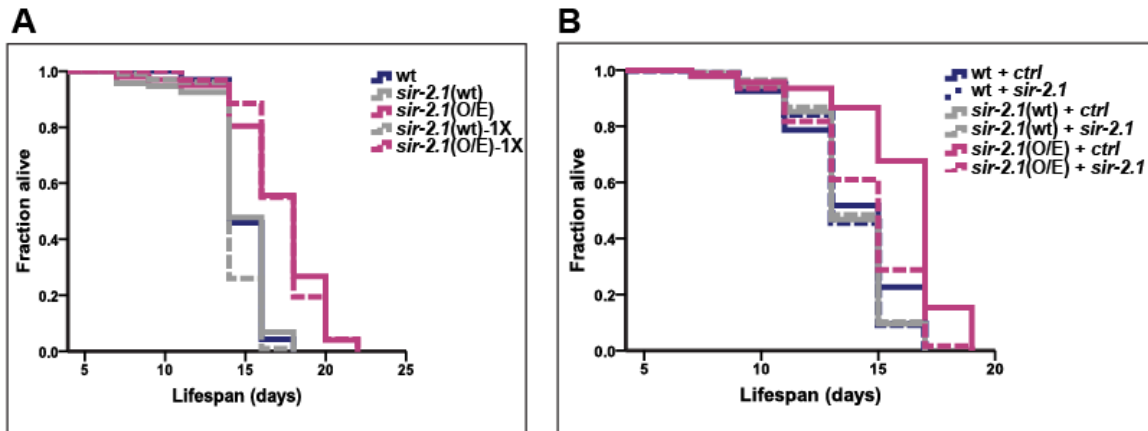 A
1.0
0.8
0.6
0.4
0.2
0.0
Fraction alive
5 10 15 20 25
Lifespan (days)
wt
sir-2.1(wt)
sir-2.1(O/E)
sir-2.1(wt)-1X
sir-2.1(O/E)-1X
B
1.0
0.8
0.6
0.4
0.2
0.0
Fraction alive
5 10 15 20
Lifespan (days)
wt + ctrl
wt + sir-2.1
sir-2.1(wt) + ctrl
sir-2.1(wt) + sir-2.1
sir-2.1(O/E) + ctrl
sir-2.1(O/E) + sir-2.1